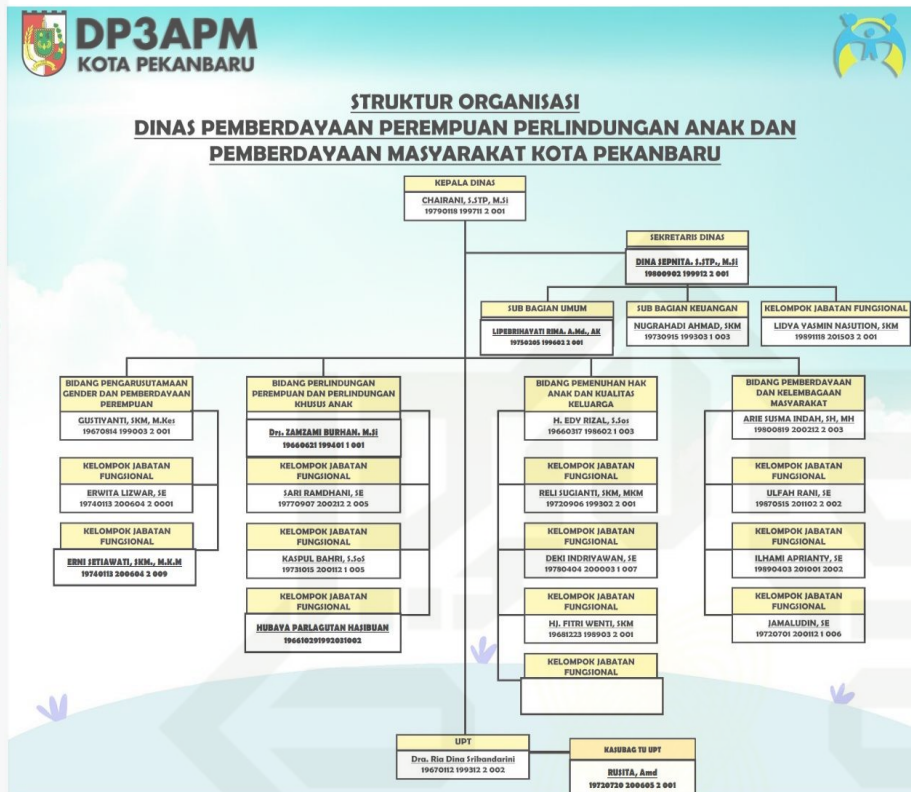 DP3APM
KOTA PEKANBARU
STRUKTUR ORGANISASI
DINAS PEMBERDAYAAN PEREMPUAN PERLINDUNGAN ANAK DAN
PEMBERDAYAAN MASYARAKAT KOTA PEKANBARU
KEPALA DINAS
CHAIRANI, S.STP, M.Si
19790118 199711 2 001
SEKRETARIS DINAS
DINA SEPNITA. S.STP., M.Si
19800902 199912 2 001
SUB BAGIAN UMUM
LIPEBRIHAYATI RIMA. A.Md., AK
19750205 199602 2 001
SUB BAGIAN KEUANGAN
NUGRAHADI AHMAD, SKM
19730915 199303 1 003
KELOMPOK JABATAN FUNGSIONAL
LIDYA YASMIN NASUTION, SKM
19891118 201503 2 001
BIDANG PENGARUSUTAMAAN
GENDER DAN PEMBERDAYAAN
PEREMPUAN
GUSTIYANTI, SKM, M.Kes
19670814 199003 2 001
KELOMPOK JABATAN
FUNGSIONAL
ERWITA LIZWAR, SE
19740113 200604 2 0001
KELOMPOK JABATAN
FUNGSIONAL
ERNI SETIAWATI, SKM., M.K.M
19740113 200604 2 009
BIDANG PERLINDUNGAN
PEREMPUAN DAN PERLINDUNGAN
KHUSUS ANAK
Drs. ZAMZAMI BURHAN. M.Si
19660621 199401 1 001
KELOMPOK JABATAN
FUNGSIONAL
SARI RAMDHANI, SE
19770907 200212 2 005
KELOMPOK JABATAN
FUNGSIONAL
KASPUL BAHRI, S.SoS
19731015 200112 1 005
KELOMPOK JABATAN
FUNGSIONAL
HUBAYA PARLAGUTAN HASIBUAN
196610291992031002
BIDANG PEMENUHAN HAK
ANAK DAN KUALITAS
KELUARGA
H. EDY RIZAL, S.Sos
19660317 198602 1 003
KELOMPOK JABATAN
FUNGSIONAL
RELI SUGIANTI, SKM, MKM
19720906 199302 2 001
KELOMPOK JABATAN
FUNGSIONAL
DEKI INDRIYAWAN, SE
19780404 200003 1 007
KELOMPOK JABATAN
FUNGSIONAL
HJ. FITRI WENTI, SKM
19681223 198903 2 001
KELOMPOK JABATAN
FUNGSIONAL
BIDANG PEMBERDAYAAN
DAN KELEMBAGAAN
MASYARAKAT
ARIE SUSMA INDAH, SH, MH
19800819 200212 2 003
KELOMPOK JABATAN
FUNGSIONAL
ULFAH RANI, SE
19870515 201102 2 002
KELOMPOK JABATAN
FUNGSIONAL
ILHAMI APRIANTY, SE
19890403 201001 2002
KELOMPOK JABATAN
FUNGSIONAL
JAMALUDIN, SE
19720701 200112 1 006
UPT
Dra. Ria Dina Srikandarini
19670112 199312 2 002
KASUBAG TU UPT
RUSITA, Amd
19720720 200605 2 001